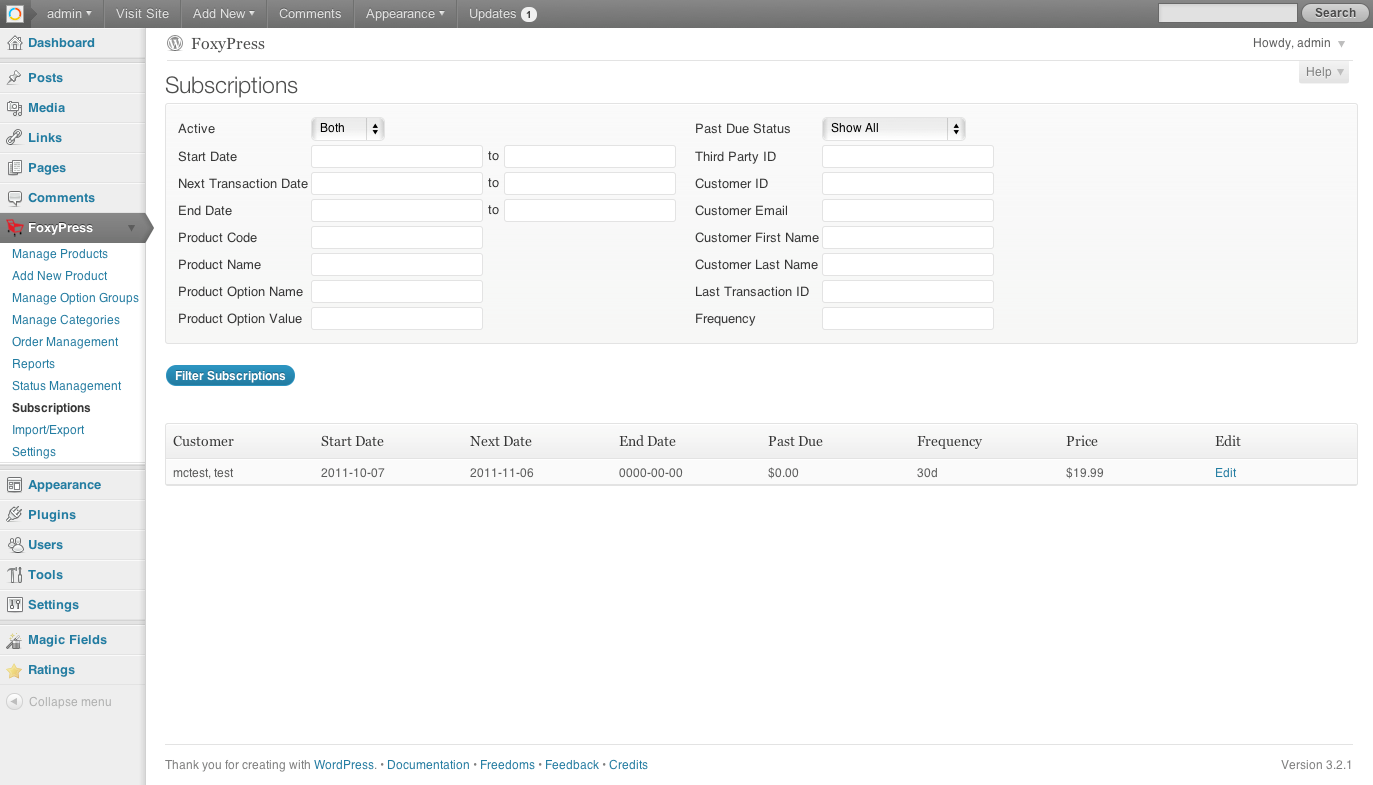 admin Visit Site Add New Comments Appearance Updates 1 Search
Dashboard
Posts
Media
Links
Pages
Comments
FoxyPress
Manage Products
Add New Product
Manage Option Groups
Manage Categories
Order Management
Reports
Status Management
Subscriptions
Import/Export
Settings
Appearance
Plugins
Users
Tools
Settings
Magic Fields
Ratings
Collapse menu
FoxyPress Howdy, admin
Help
Subscriptions
Active Both Past Due Status Show All
Start Date to Third Party ID
Next Transaction Date to Customer ID
End Date to Customer Email
Product Code Customer First Name
Product Name Customer Last Name
Product Option Name Last Transaction ID
Product Option Value Frequency
Filter Subscriptions
Customer Start Date Next Date End Date Past Due Frequency Price Edit
mctest, test 2011-10-07 2011-11-06 0000-00-00 $0.00 30d $19.99 Edit
Thank you for creating with WordPress. • Documentation • Freedoms • Feedback • Credits Version 3.2.1